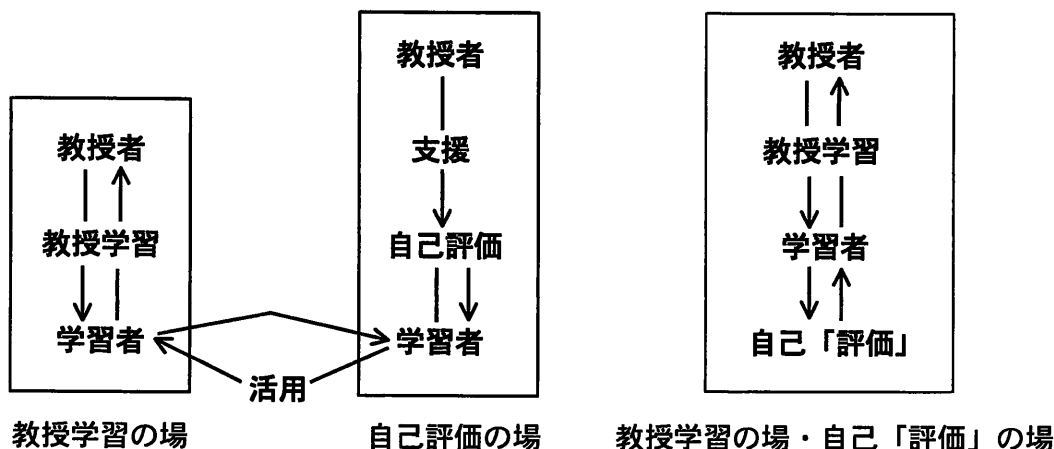 教授者
教授学習
学習者
教授学習の場
活用
教授者
支援
自己評価
学習者
自己評価の場
教授者
教授学習
学習者
自己「評価」
教授学習の場・自己「評価」の場